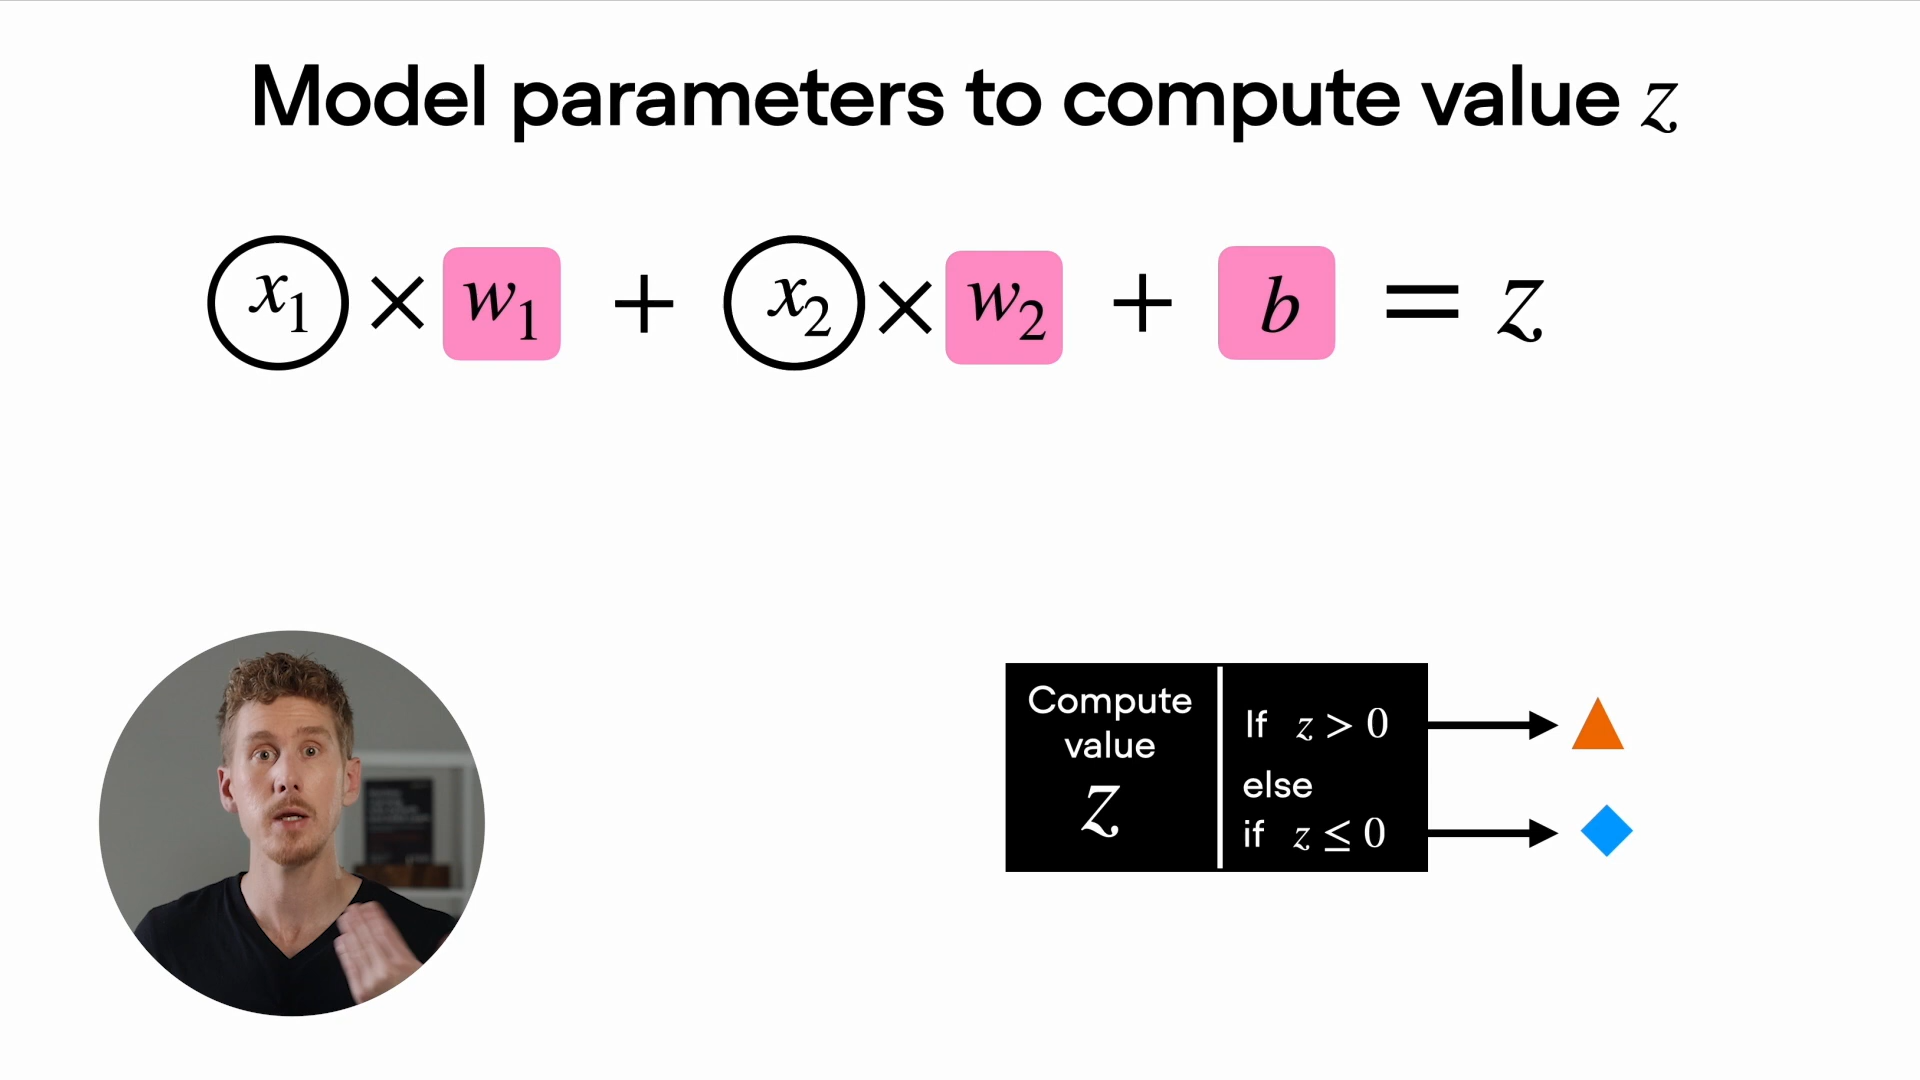 Model parameters to compute value z
x₁ × w₁ + x₂ × w₂ + b = z
Compute
value
z
If z > 0
else
if z ≤ 0